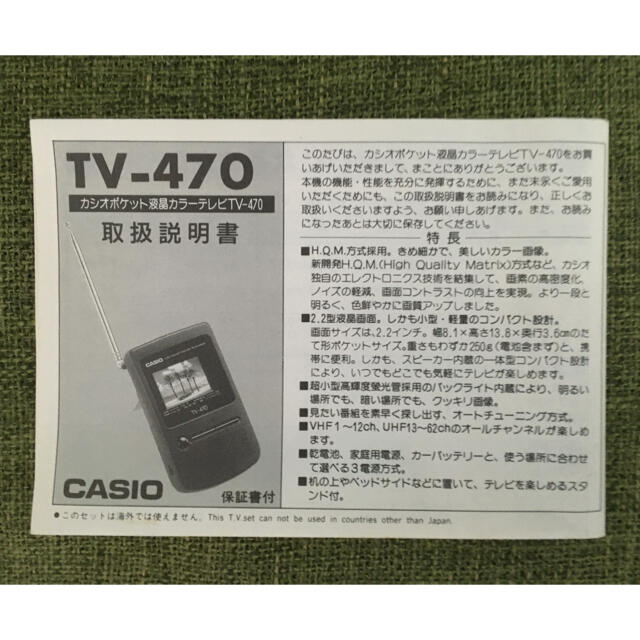 TV-470
カシオポケット液晶カラーテレビTV-470
取扱説明書
CASIO
TV-470
CASIO
保証書付
このたびは、カシオポケット液晶カラーテレビTV-470をお買
いあげいただきまして、まことにありがとうございます。
本機の機能・性能を充分に発揮するために、また末永くご愛用
いただくためにも、この取扱説明書をお読みになり、正しくお
取扱いくださいますよう、お願い申しあげます。また、お読み
になったあとは大切に保存してください。
特長
■H.Q.M.方式採用。きめ細かで、美しいカラー画像。
新開発H.Q.M.(High Quality Matrix)方式など、カシオ
独自のエレクトロニクス技術を結集して、画素の高密度化、
ノイズの軽減、画面コントラストの向上を実現。より一段と
明るく、色鮮やかに画質アップしました。
■2.2型液晶画面。しかも小型・軽量のコンパクト設計。
画面サイズは、2.2インチ。幅8.1×高さ13.8×奥行3.6cmのた
て形ポケットサイズ。重さもわずか250g(電池含まず)と、携
帯に便利。しかも、スピーカー内蔵の一体型コンパクト設計
により、いつでもどこでも気軽にテレビが楽しめます。
■超小型高輝度螢光管採用のバックライト内蔵により、明るい
場所でも、暗い場所でも、クッキリ画像。
■見たい番組を素早く探し出す、オートチューニング方式。
■VHF1〜12ch、UHF13〜62chのオールチャンネルが楽しめ
ます。
■乾電池、家庭用電源、カーバッテリーと、使う場所に合わせ
て選べる3電源方式。
■机の上やベッドサイドなどに置いて、テレビを楽しめるスタ
ンド付。
●このセットは海外では使えません。This T.V.set can not be used in countries other than Japan.